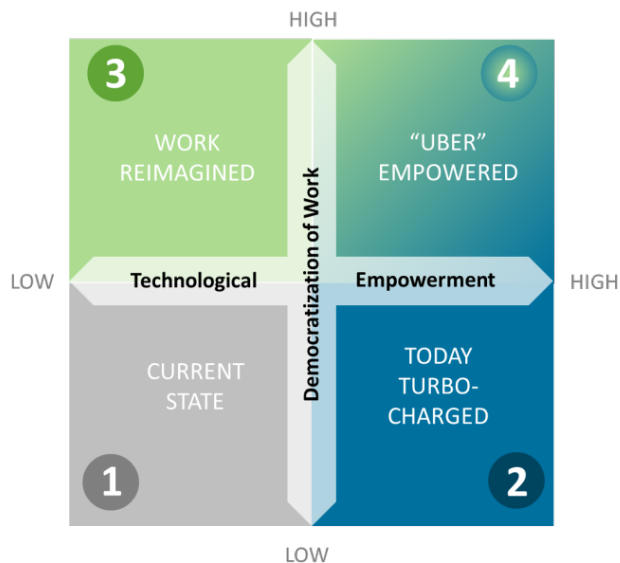 HIGH
3
4
WORK
REIMAGINED
“UBER”
EMPOWERED
Democratization of Work
LOW
Technological
Empowerment
HIGH
CURRENT
STATE
TODAY
TURBO-
CHARGED
1
2
LOW